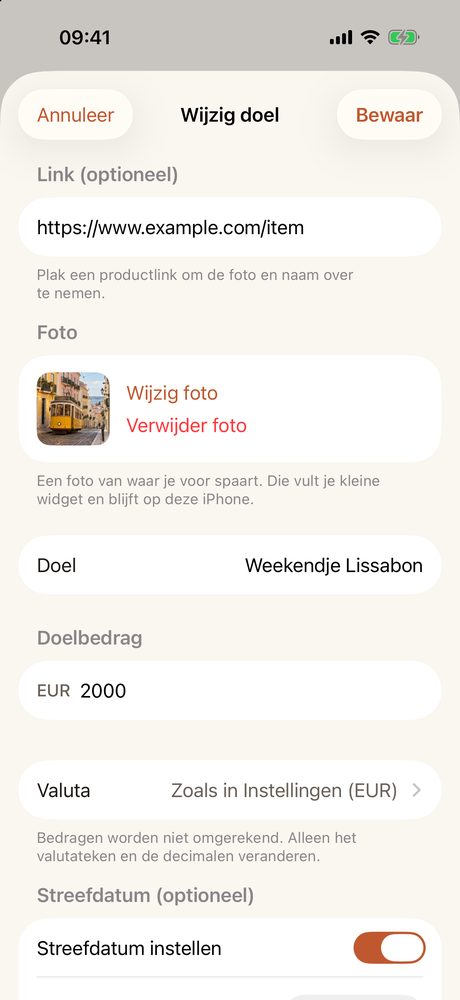 09:41
Annuleer
Wijzig doel
Bewaar
Link (optioneel)
https://www.example.com/item
Plak een productlink om de foto en naam over
te nemen.
Foto
Wijzig foto
Verwijder foto
Een foto van waar je voor spaart. Die vult je kleine
widget en blijft op deze iPhone.
Doel
Weekendje Lissabon
Doelbedrag
EUR 2000
Valuta
Zoals in Instellingen (EUR)
Bedragen worden niet omgerekend. Alleen het
valutateken en de decimalen veranderen.
Streefdatum (optioneel)
Streefdatum instellen